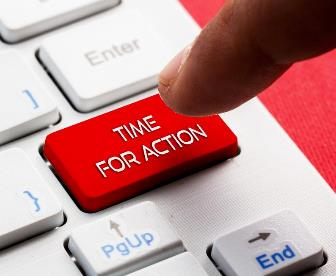 Enter
]
TIME
FOR ACTION
}
PgUp
End